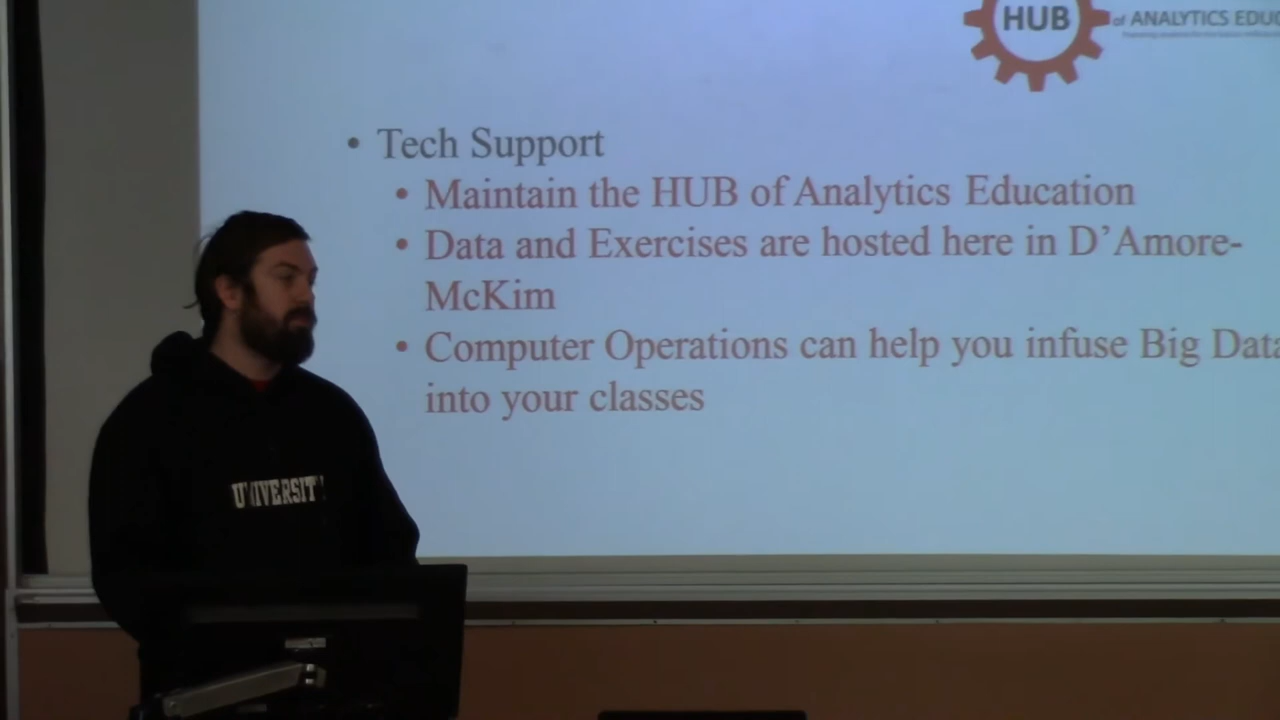 HUB
of ANALYTICS EDUC
• Tech Support
• Maintain the HUB of Analytics Education
• Data and Exercises are hosted here in D'Amore-
McKim
• Computer Operations can help you infuse Big Data
into your classes
UNIVERSITY